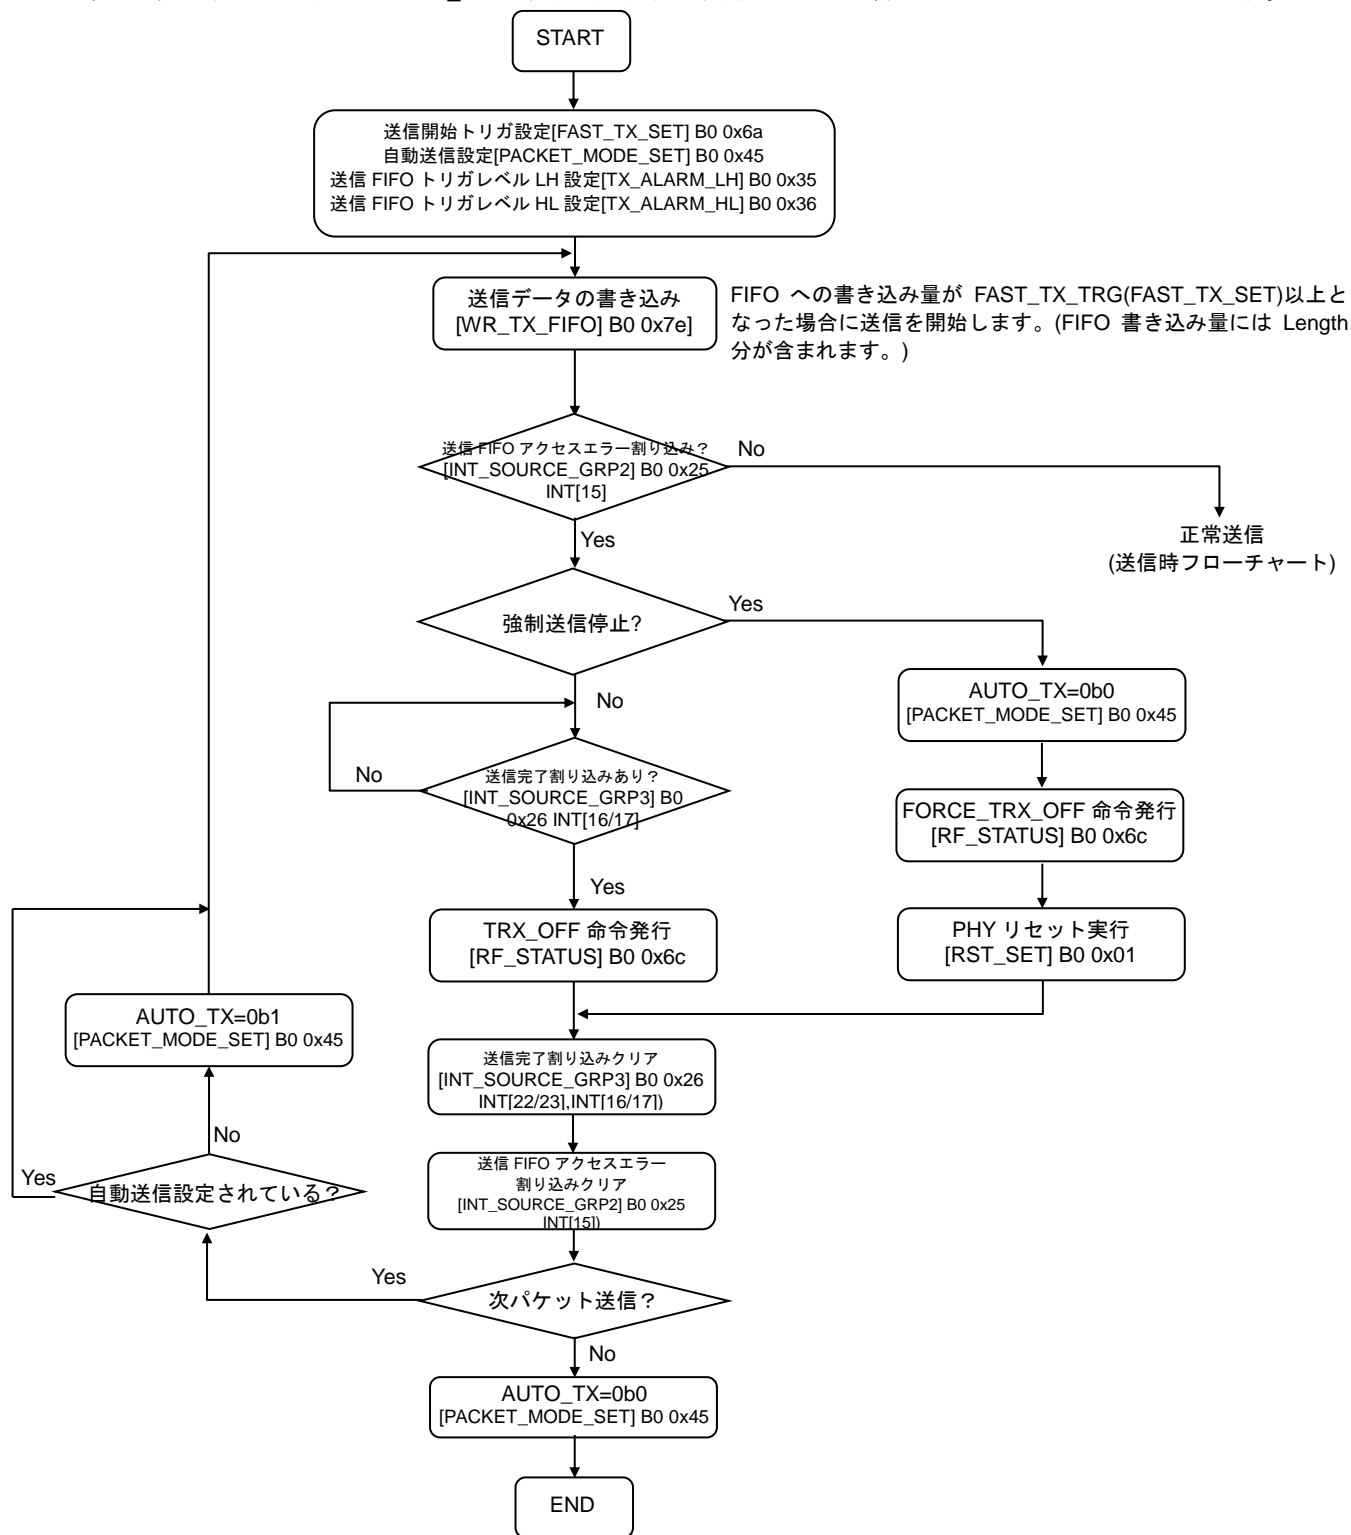 START
送信開始トリガ設定[FAST_TX_SET] B0 0x6a
自動送信設定[PACKET_MODE_SET] B0 0x45
送信 FIFO トリガレベル LH 設定[TX_ALARM_LH] B0 0x35
送信 FIFO トリガレベル HL 設定[TX_ALARM_HL] B0 0x36
送信データの書き込み
[WR_TX_FIFO] B0 0x7e]
FIFO への書き込み量が FAST_TX_TRG(FAST_TX_SET)以上と
なった場合に送信を開始します。(FIFO 書き込み量には Length
分が含まれます。)
送信 FIFO アクセスエラー割り込み？
[INT_SOURCE_GRP2] B0 0x25
INT[15]
No
正常送信
(送信時フローチャート)
Yes
強制送信停止?
Yes
No
AUTO_TX=0b0
[PACKET_MODE_SET] B0 0x45
送信完了割り込みあり？
[INT_SOURCE_GRP3] B0
0x26 INT[16/17]
No
FORCE_TRX_OFF 命令発行
[RF_STATUS] B0 0x6c
Yes
TRX_OFF 命令発行
[RF_STATUS] B0 0x6c
PHY リセット実行
[RST_SET] B0 0x01
AUTO_TX=0b1
[PACKET_MODE_SET] B0 0x45
送信完了割り込みクリア
[INT_SOURCE_GRP3] B0 0x26
INT[22/23],INT[16/17])
No
送信 FIFO アクセスエラー
割り込みクリア
[INT_SOURCE_GRP2] B0 0x25
INT[15])
Yes
自動送信設定されている？
Yes
次パケット送信？
No
AUTO_TX=0b0
[PACKET_MODE_SET] B0 0x45
END